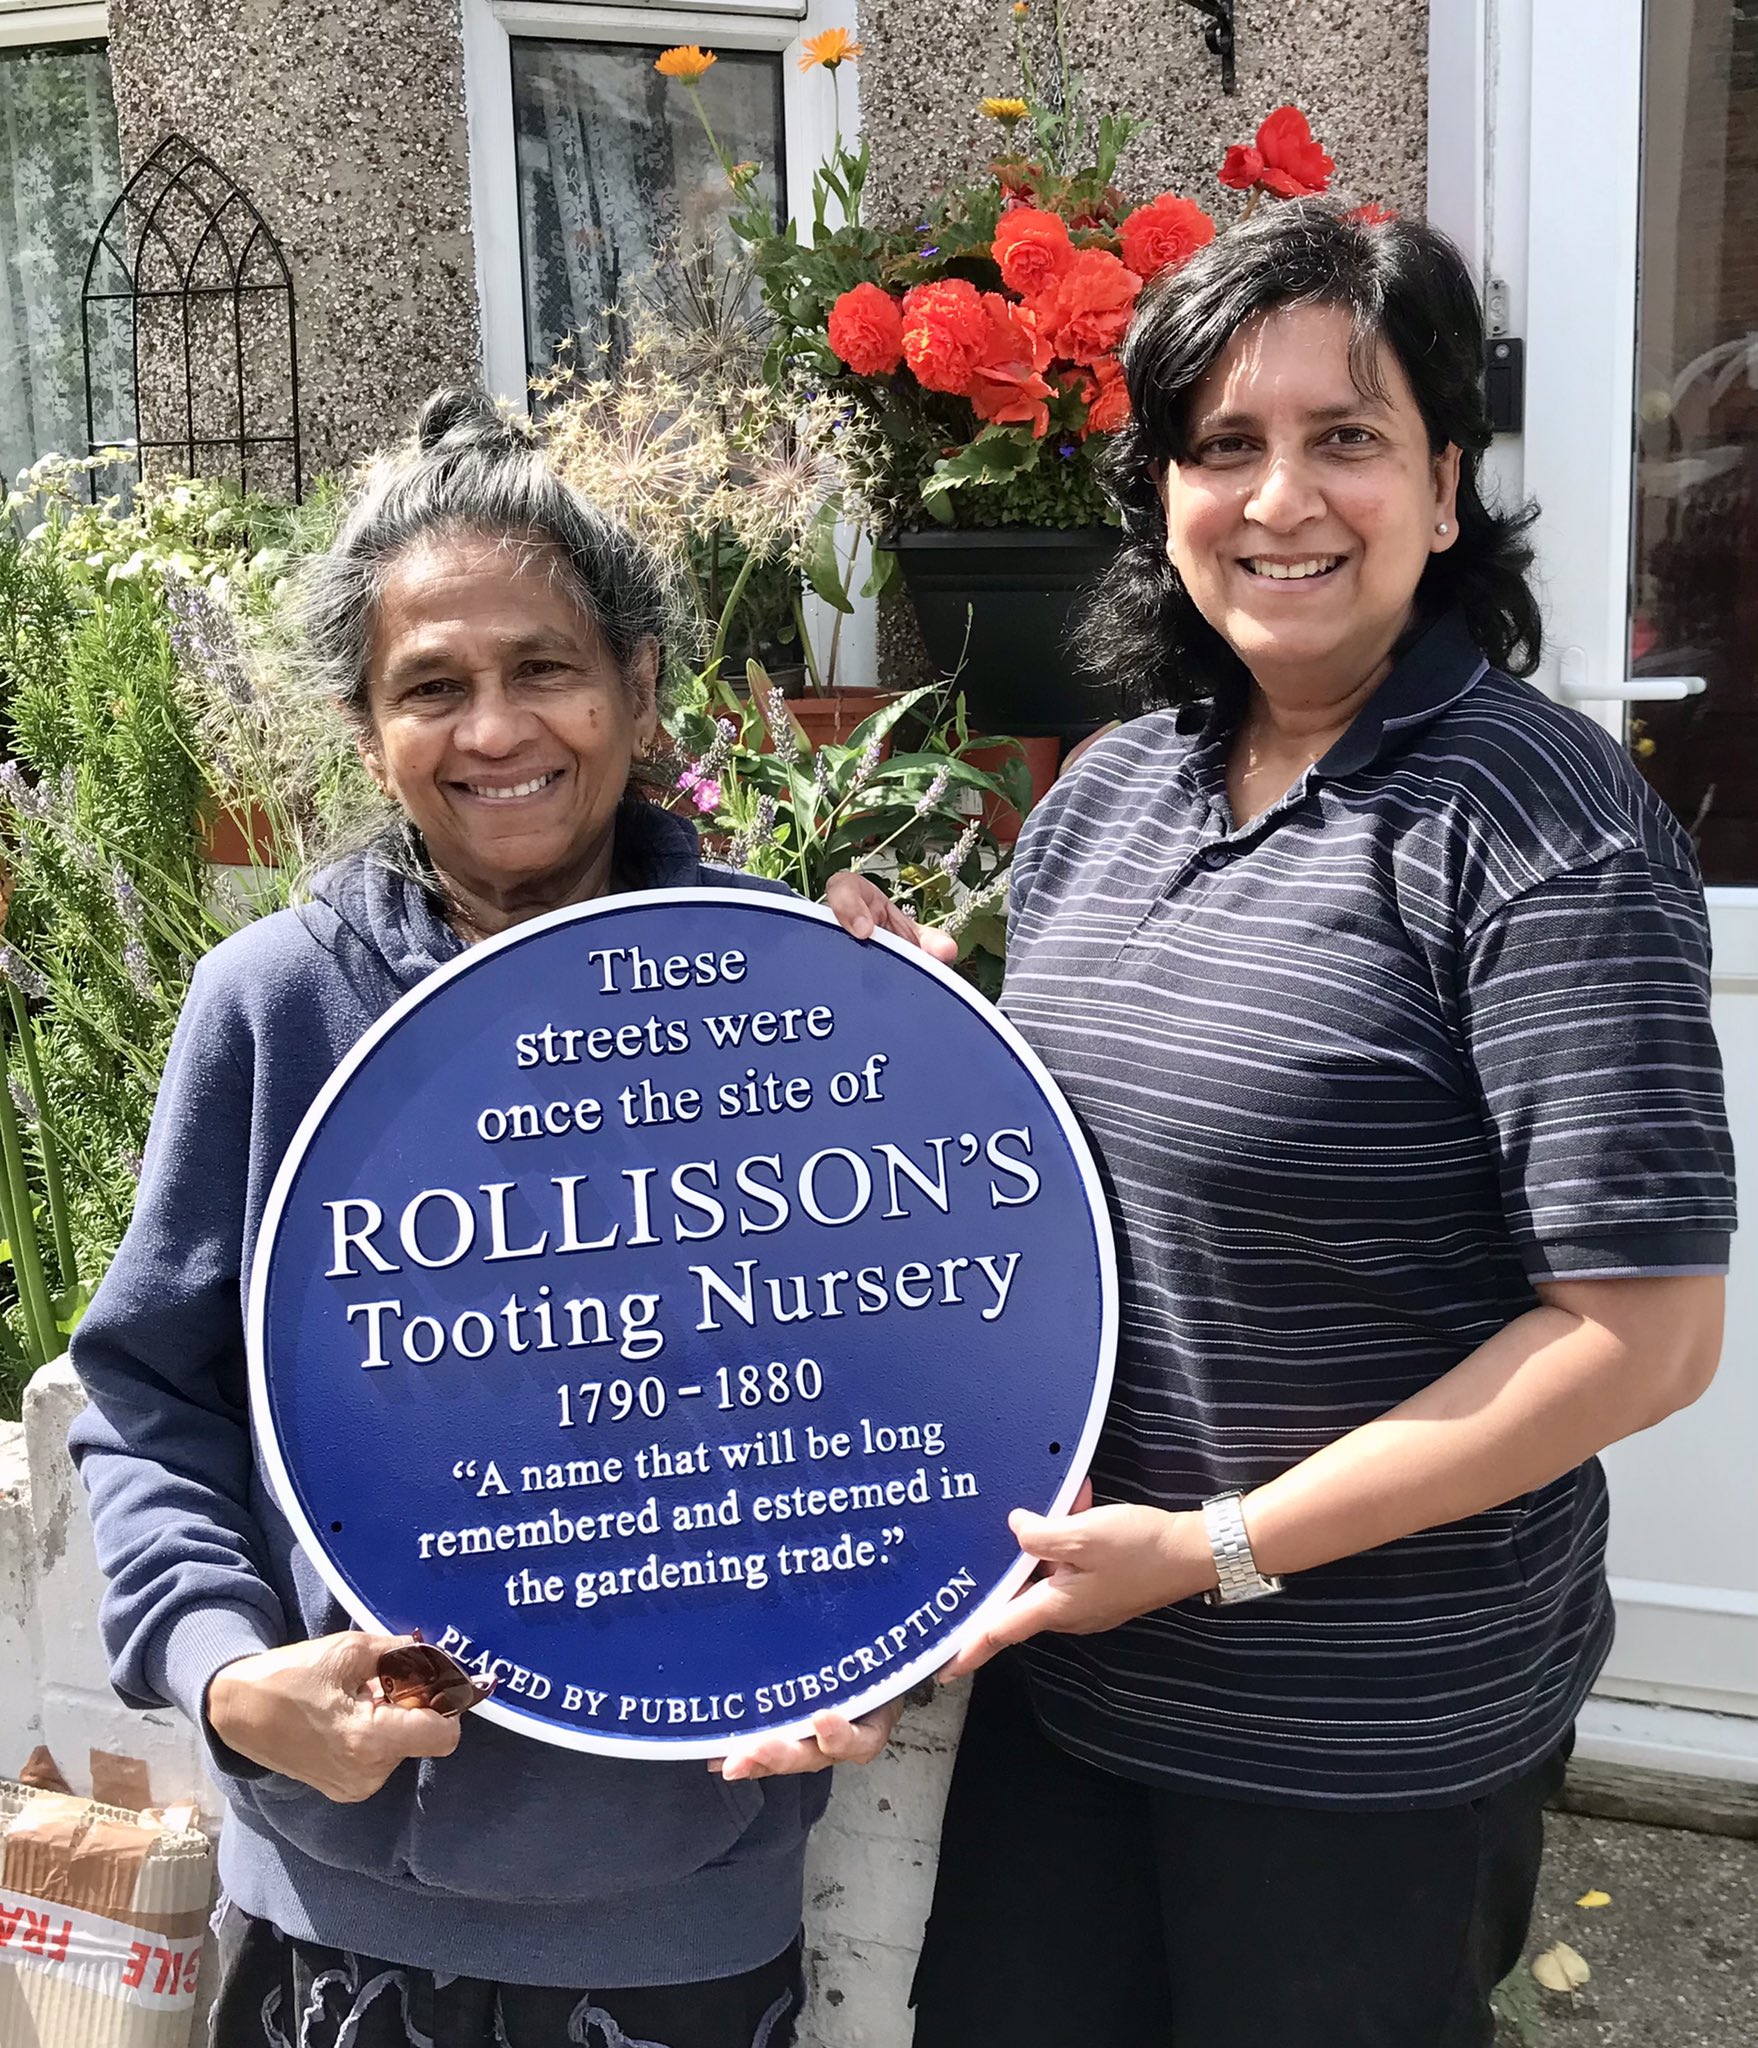 These
streets were
once the site of
ROLLISSON'S
Tooting Nursery
1790 – 1880
“A name that will be long
remembered and esteemed in
the gardening trade.”
PLACED BY PUBLIC SUBSCRIPTION